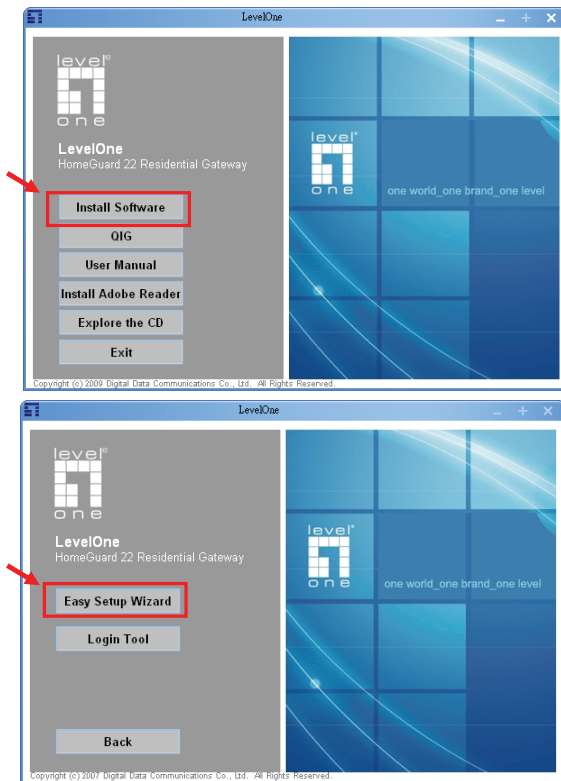 LevelOne
level®
one
LevelOne
HomeGuard 22 Residential Gateway
Install Software
QIG
User Manual
Install Adobe Reader
Explore the CD
Exit
level®
one
one world_one brand_one level
Copyright (c) 2009 Digital Data Communications Co., Ltd. All Rights Reserved.
LevelOne
level®
one
LevelOne
HomeGuard 22 Residential Gateway
Easy Setup Wizard
Login Tool
Back
level®
one
one world_one brand_one level
Copyright (c) 2007 Digital Data Communications Co., Ltd. All Rights Reserved.